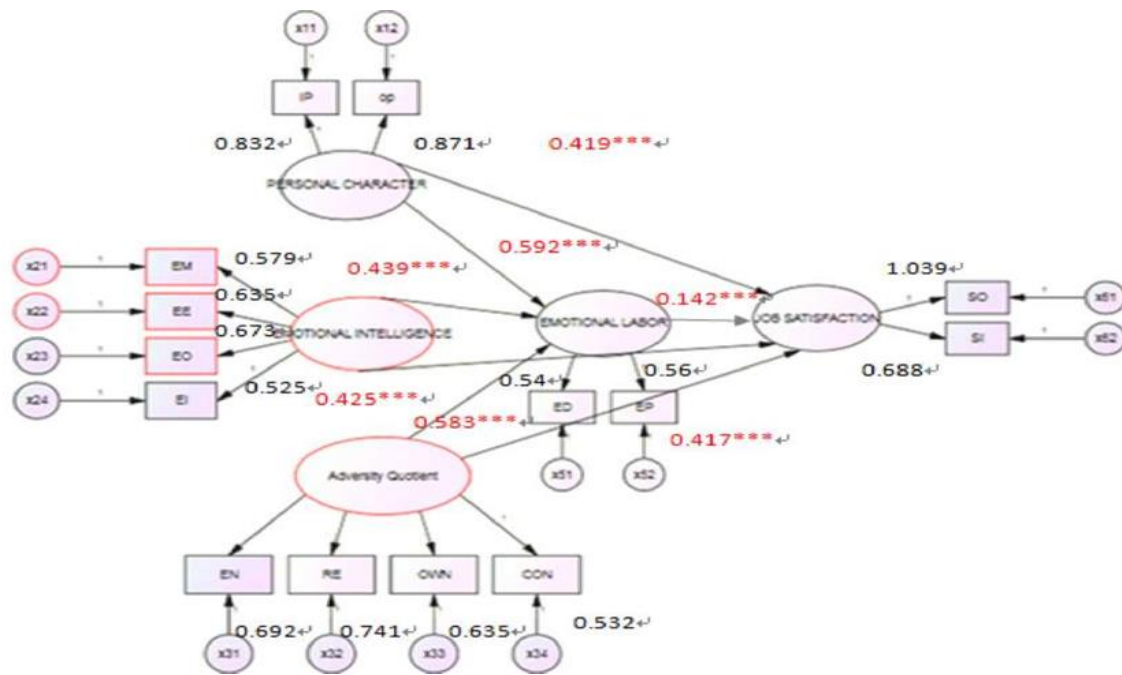 x11 x12
IP op
0.832↵ 0.871↵ 0.419***↵
PERSONAL CHARACTER
0.592***↵
x21 EM 0.579 0.439***↵ 1.039↵
x22 EE 0.635↵ 0.142***↵ SO x61
0.673
EMOTIONAL INTELLIGENCE EMOTIONAL LABOR JOB SATISFACTION
x23 EO SI x62
0.525↵ 0.54↵ 0.56↵ 0.688↵
x24 EI 0.425***↵ ED EP
0.583***↵ 0.417***↵
Adversity Quotient x51 x52
EN RE OWN CON
0.692↵ 0.741↵ 0.635↵ 0.532↵
x31 x32 x33 x34